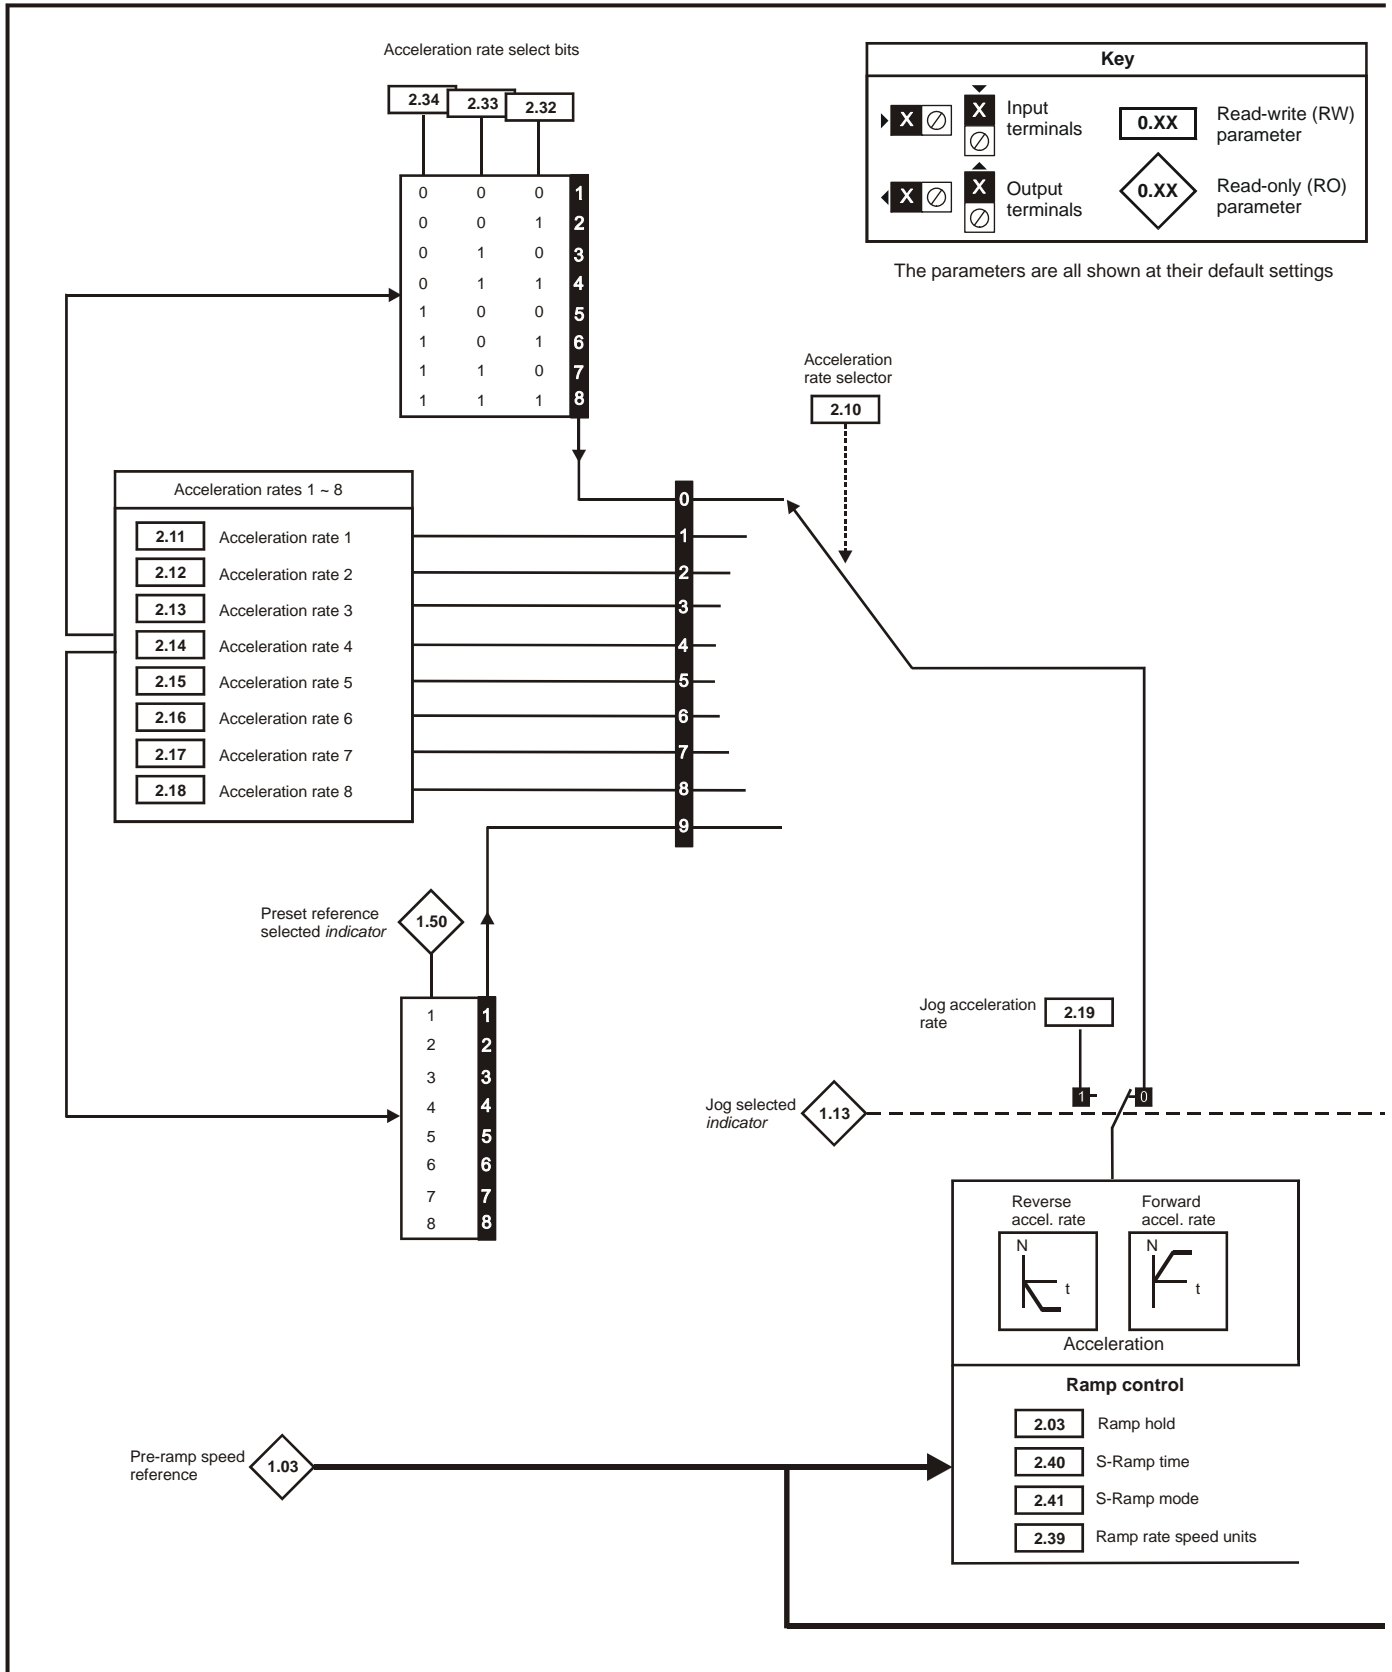 Acceleration rate select bits
2.34 2.33 2.32
0 0 0 1
0 0 1 2
0 1 0 3
0 1 1 4
1 0 0 5
1 0 1 6
1 1 0 7
1 1 1 8
Key
X Input
terminals
X
X Output
terminals
X
0.XX Read-write (RW)
parameter
0.XX Read-only (RO)
parameter
The parameters are all shown at their default settings
Acceleration
rate selector
2.10
Acceleration rates 1 ~ 8
2.11 Acceleration rate 1
2.12 Acceleration rate 2
2.13 Acceleration rate 3
2.14 Acceleration rate 4
2.15 Acceleration rate 5
2.16 Acceleration rate 6
2.17 Acceleration rate 7
2.18 Acceleration rate 8
0
1
2
3
4
5
6
7
8
9
Preset reference
selected indicator
1.50
1 1
2 2
3 3
4 4
5 5
6 6
7 7
8 8
Jog acceleration
rate
2.19
1 0
Jog selected
indicator
1.13
Reverse
accel. rate
N
t
Forward
accel. rate
N
t
Acceleration
Ramp control
2.03 Ramp hold
2.40 S-Ramp time
2.41 S-Ramp mode
2.39 Ramp rate speed units
Pre-ramp speed
reference
1.03